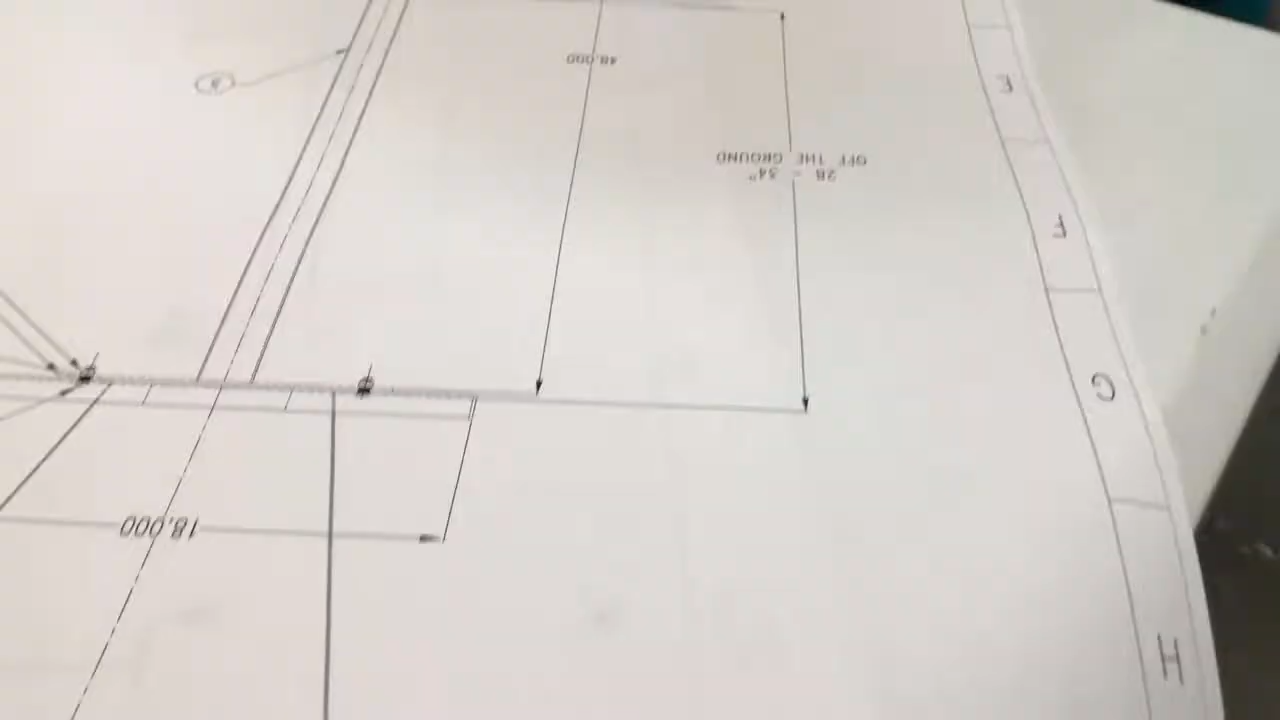 48.000
28 - 34"
OFF THE GROUND
18.000
E
F
G
H